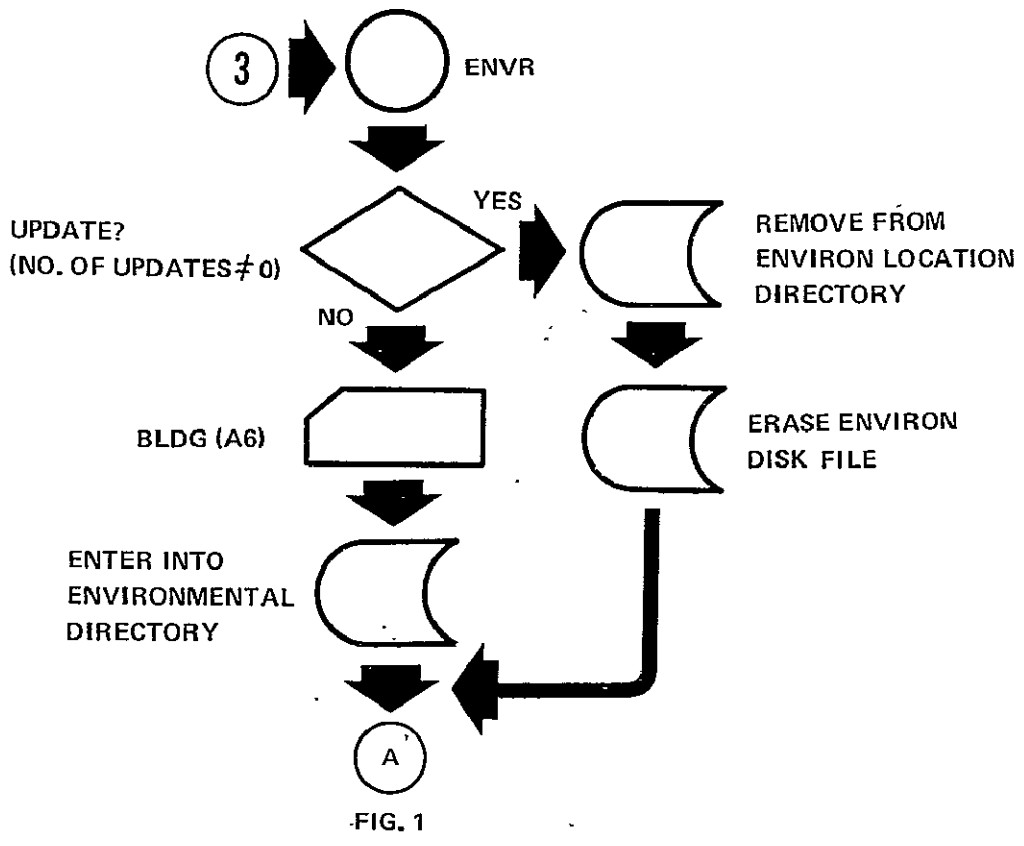 3
ENVR
UPDATE?
(NO. OF UPDATES ≠ 0)
YES
REMOVE FROM
ENVIRON LOCATION
DIRECTORY
NO
BLDG (A6)
ERASE ENVIRON
DISK FILE
ENTER INTO
ENVIRONMENTAL
DIRECTORY
A
FIG. 1